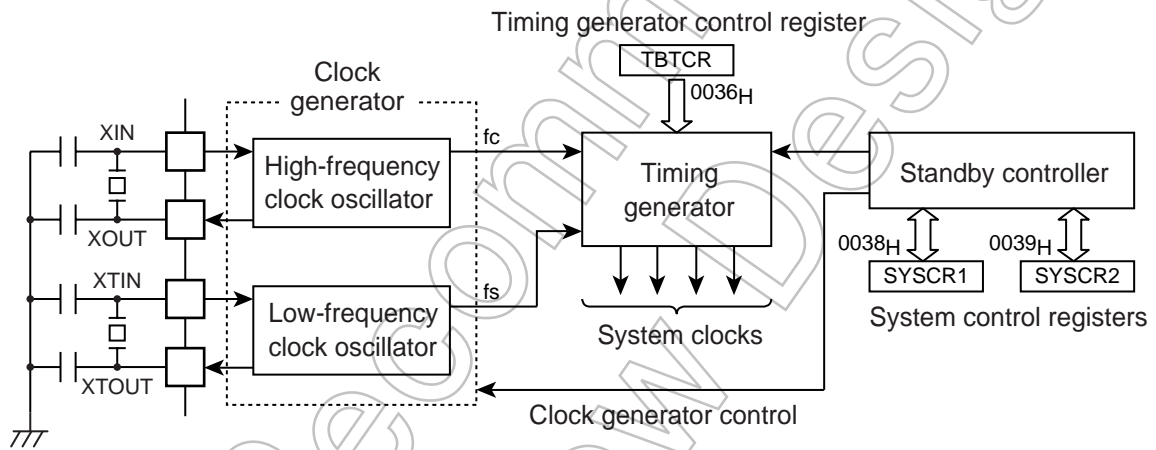 Timing generator control register
TBTCR
0036H
Clock
generator
XIN
High-frequency
clock oscillator
fc
Timing
generator
Standby controller
XOUT
0038H
0039H
SYSCR1
SYSCR2
System control registers
XTIN
Low-frequency
clock oscillator
fs
System clocks
XTOUT
Clock generator control